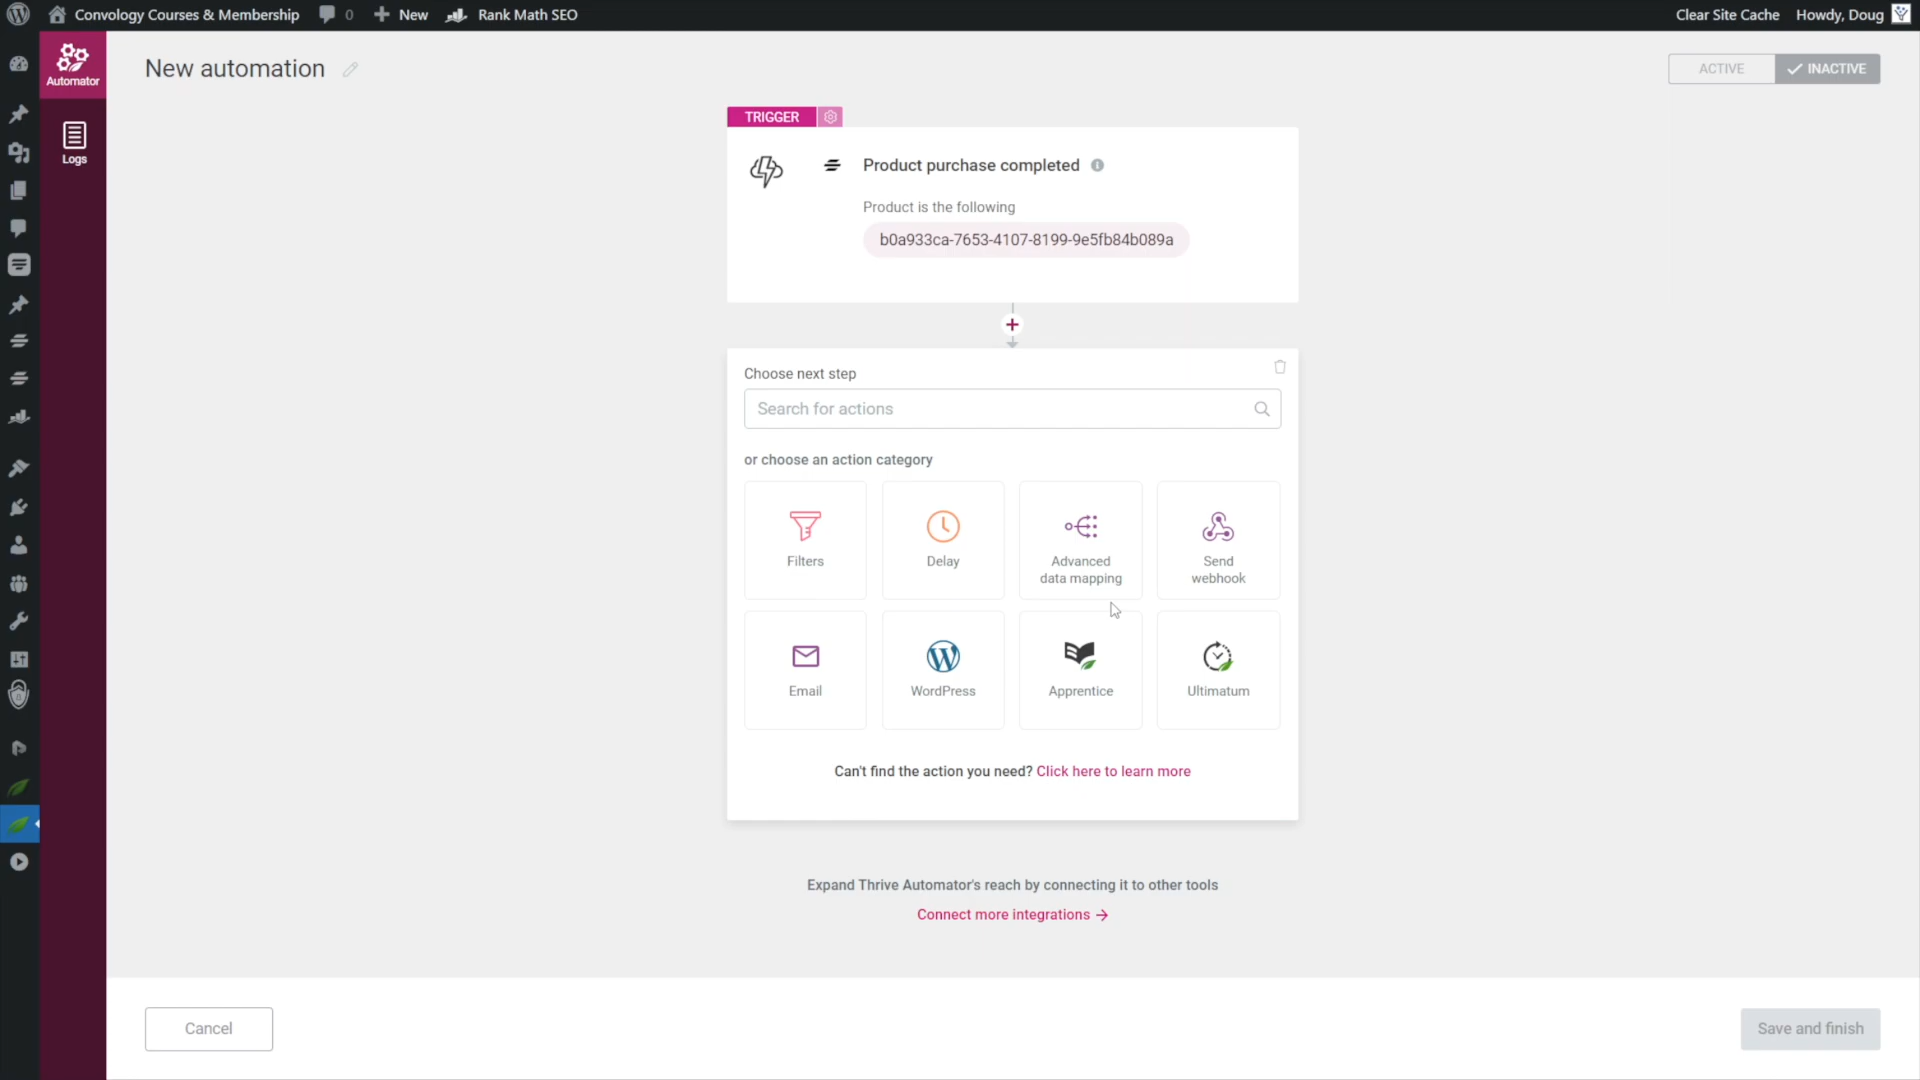 Convology Courses & Membership
0
New
Rank Math SEO
Clear Site Cache
Howdy, Doug
Automator
Logs
New automation
ACTIVE
INACTIVE
TRIGGER
Product purchase completed
Product is the following
b0a933ca-7653-4107-8199-9e5fb84b089a
Choose next step
Search for actions
or choose an action category
Filters
Delay
Advanced
data mapping
Send
webhook
Email
WordPress
Apprentice
Ultimatum
Can't find the action you need? Click here to learn more
Expand Thrive Automator's reach by connecting it to other tools
Connect more integrations →
Cancel
Save and finish